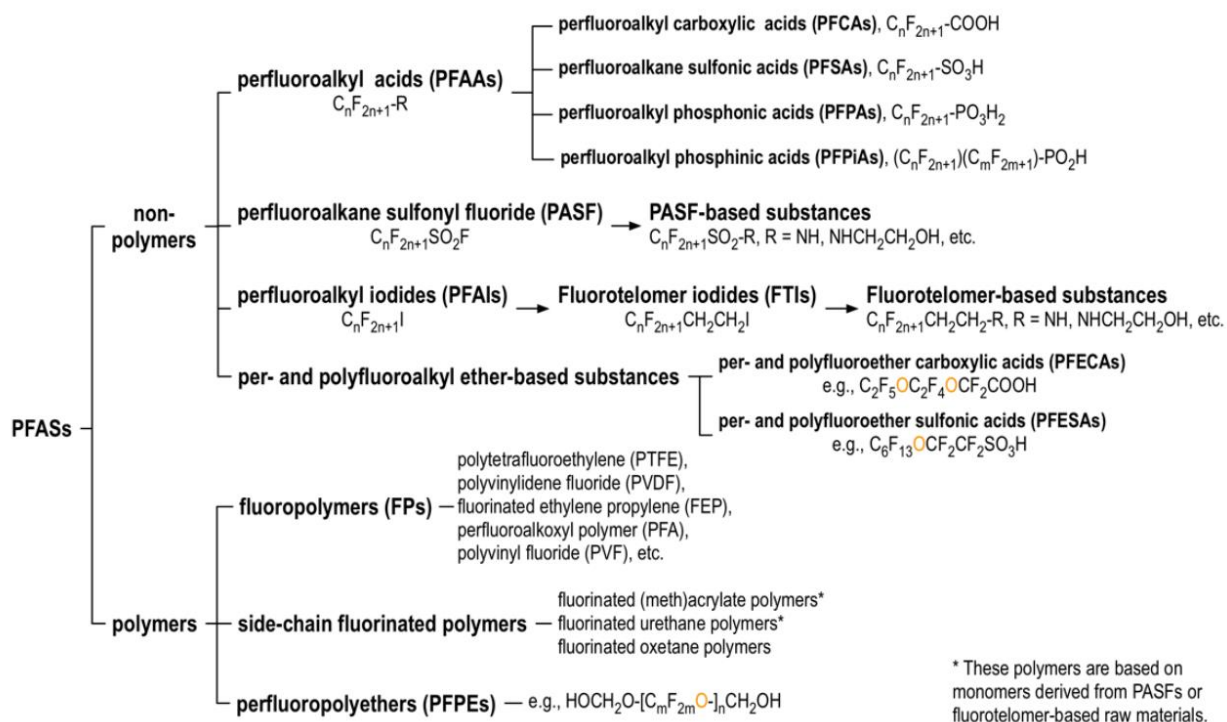 perfluoroalkyl carboxylic acids (PFCAs), CₙF₂ₙ₊₁-COOH
perfluoroalkyl acids (PFAAs)
CₙF₂ₙ₊₁-R
perfluoroalkane sulfonic acids (PFSAs), CₙF₂ₙ₊₁-SO₃H
perfluoroalkyl phosphonic acids (PFPAs), CₙF₂ₙ₊₁-PO₃H₂
perfluoroalkyl phosphinic acids (PFPiAs), (CₙF₂ₙ₊₁)(CₘF₂ₘ₊₁)-PO₂H
non-
polymers
perfluoroalkane sulfonyl fluoride (PASF)
CₙF₂ₙ₊₁SO₂F
PASF-based substances
CₙF₂ₙ₊₁SO₂-R, R = NH, NHCH₂CH₂OH, etc.
perfluoroalkyl iodides (PFAIs)
CₙF₂ₙ₊₁I
Fluorotelomer iodides (FTIs)
CₙF₂ₙ₊₁CH₂CH₂I
Fluorotelomer-based substances
CₙF₂ₙ₊₁CH₂CH₂-R, R = NH, NHCH₂CH₂OH, etc.
per- and polyfluoroalkyl ether-based substances
per- and polyfluoroether carboxylic acids (PFECAs)
e.g., C₂F₅OC₂F₄OCF₂COOH
per- and polyfluoroether sulfonic acids (PFESAs)
e.g., C₆F₁₃OCF₂CF₂SO₃H
PFASs
fluoropolymers (FPs)
polytetrafluoroethylene (PTFE),
polyvinylidene fluoride (PVDF),
fluorinated ethylene propylene (FEP),
perfluoroalkoxyl polymer (PFA),
polyvinyl fluoride (PVF), etc.
polymers
side-chain fluorinated polymers
fluorinated (meth)acrylate polymers*
fluorinated urethane polymers*
fluorinated oxetane polymers
perfluoropolyethers (PFPEs)
e.g., HOCH₂O-[CₘF₂ₘO-]ₙCH₂OH
* These polymers are based on
monomers derived from PASFs or
fluorotelomer-based raw materials.